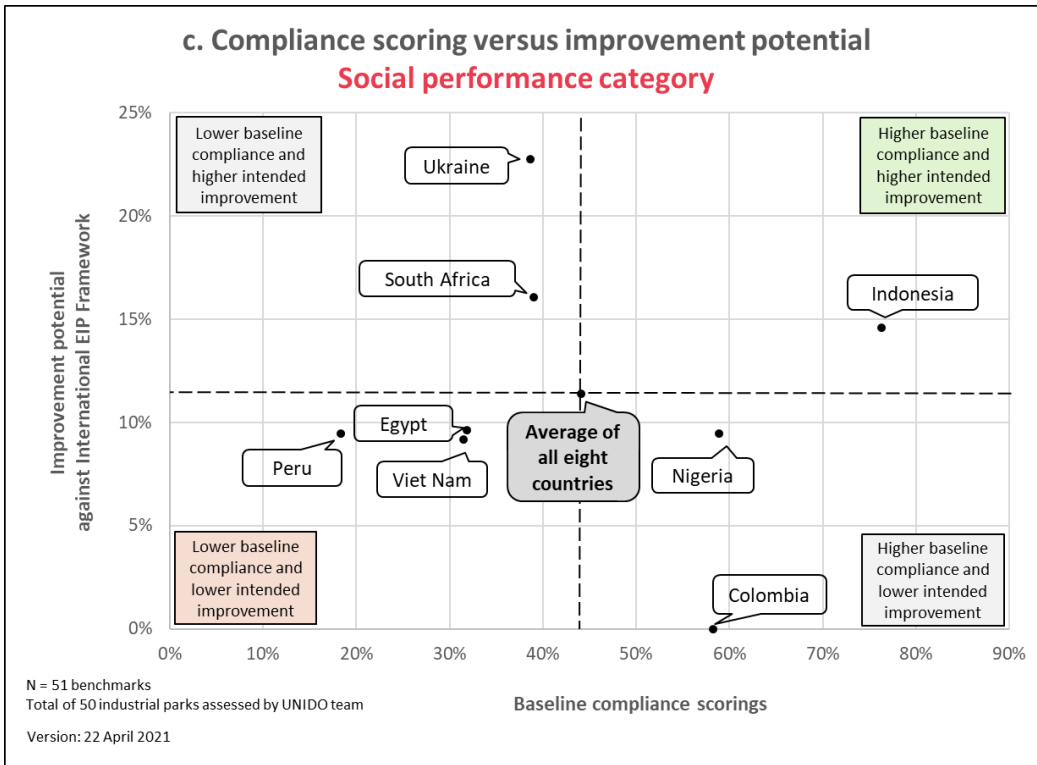 c. Compliance scoring versus improvement potential
Social performance category
Improvement potential
against International EIP Framework
25%
20%
15%
10%
5%
0%
Lower baseline
compliance and
higher intended
improvement
Higher baseline
compliance and
higher intended
improvement
Ukraine
South Africa
Indonesia
Egypt
Peru
Viet Nam
Average of
all eight
countries
Nigeria
Colombia
Lower baseline
compliance and
lower intended
improvement
Higher baseline
compliance and
lower intended
improvement
0%
10%
20%
30%
40%
50%
60%
70%
80%
90%
Baseline compliance scorings
N = 51 benchmarks
Total of 50 industrial parks assessed by UNIDO team
Version: 22 April 2021